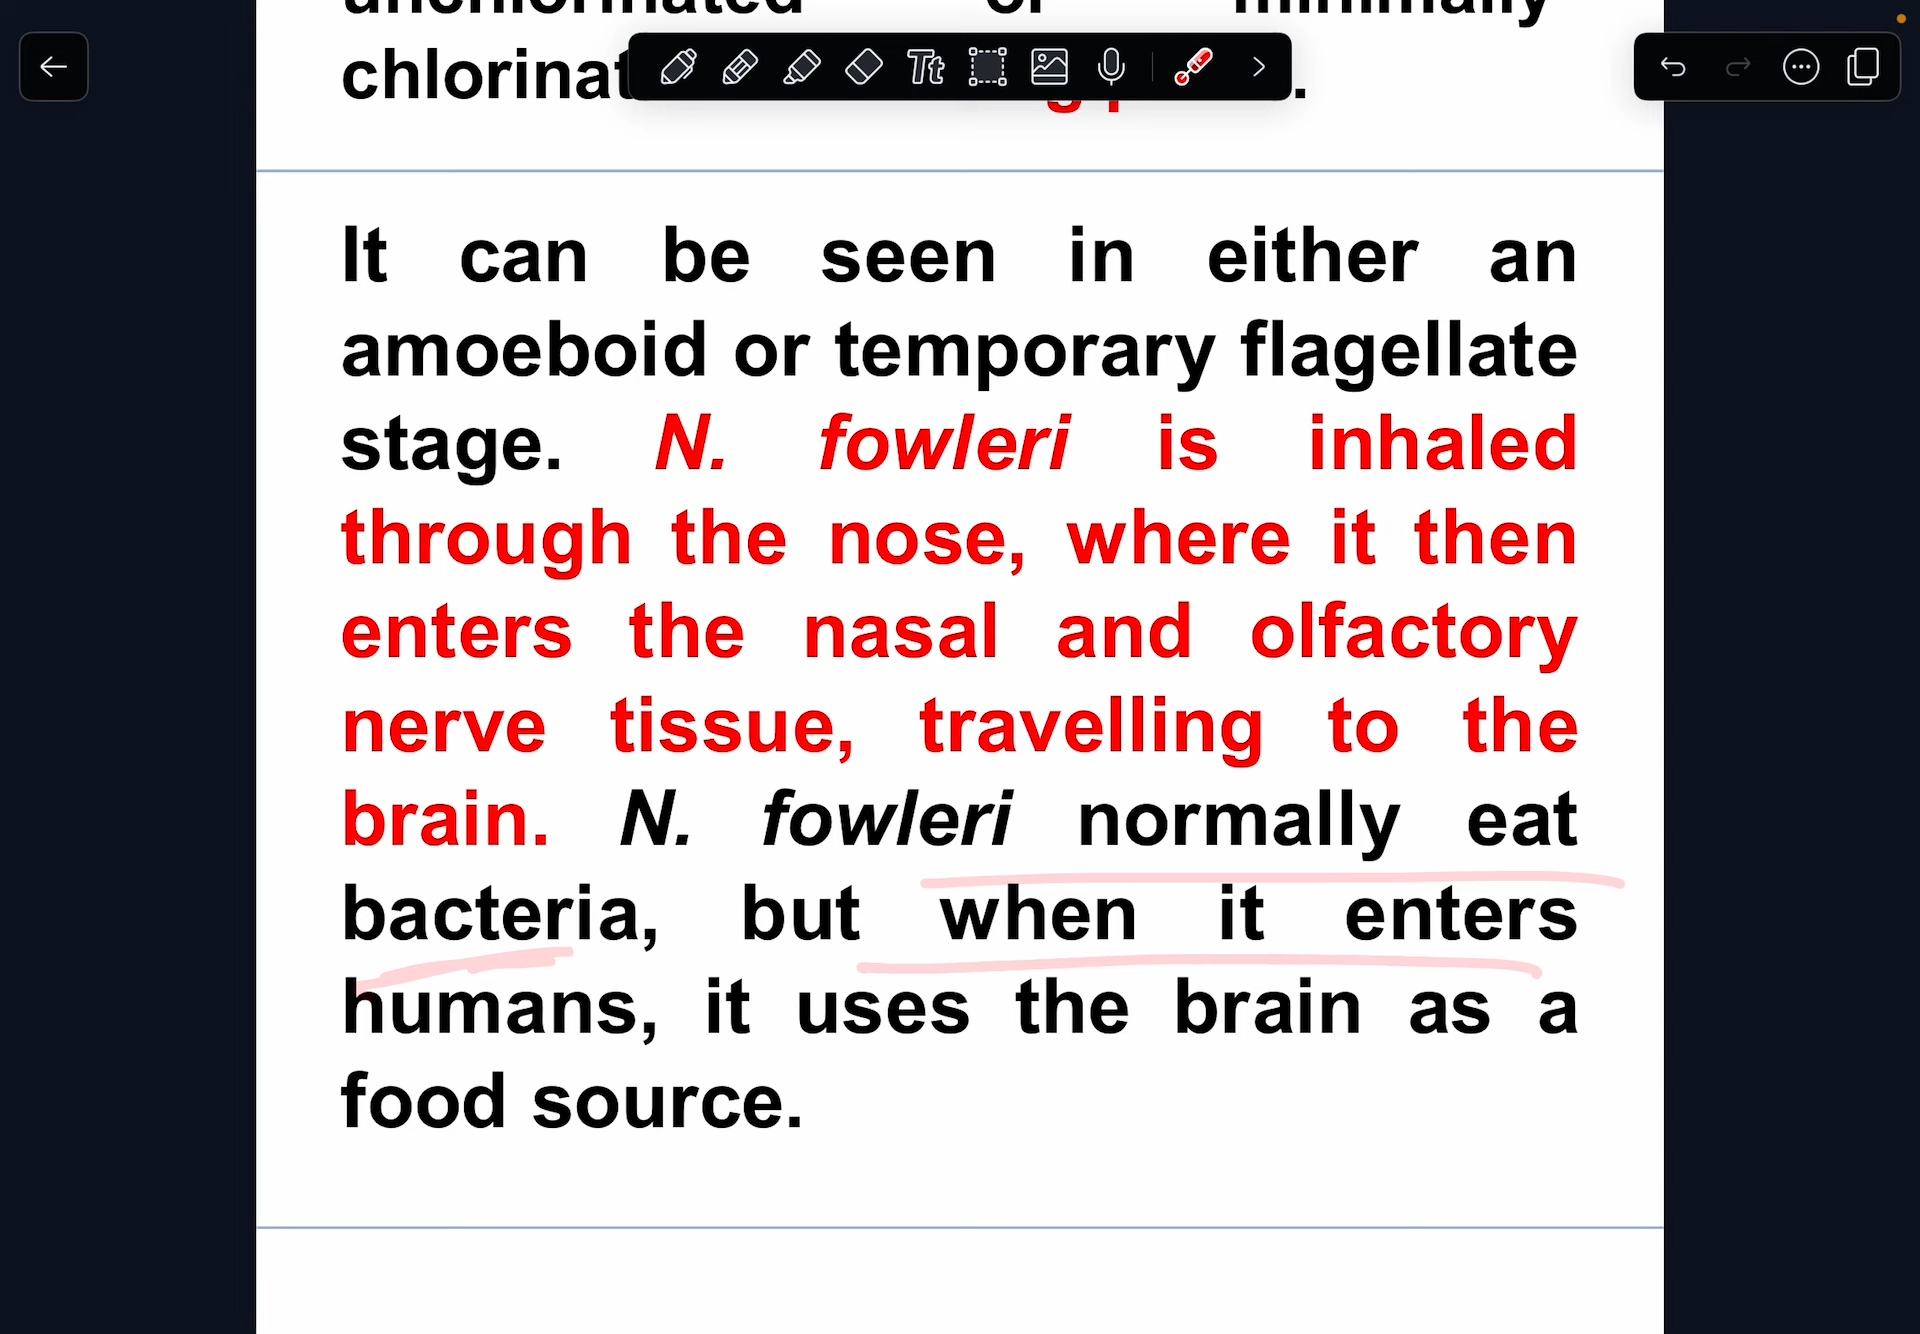 chlorinat
It can be seen in either an
amoeboid or temporary flagellate
stage. N. fowleri is inhaled
through the nose, where it then
enters the nasal and olfactory
nerve tissue, travelling to the
brain. N. fowleri normally eat
bacteria, but when it enters
humans, it uses the brain as a
food source.